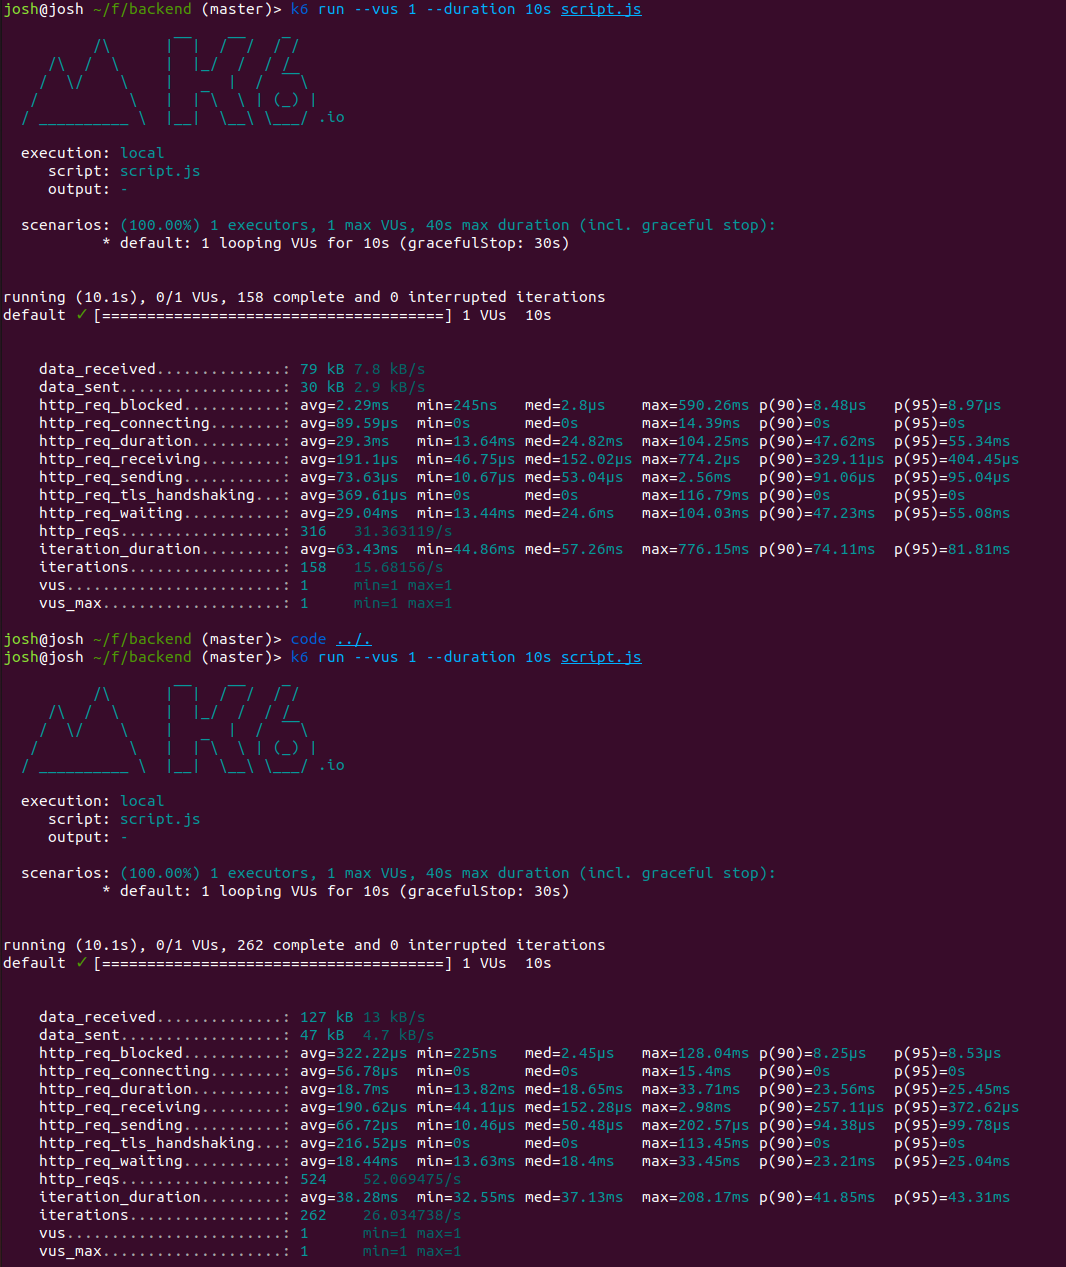 josh@josh ~/f/backend (master)> k6 run --vus 1 --duration 10s script.js
          /\      |‾‾|  /‾‾/  /‾/
     /\  /  \     |  |_/  /  / /
    /  \/    \    |      |  /  ‾‾\
   /          \   |  |‾\  \ | (_) |
  / __________ \  |__|  \__\ \___/ .io
  execution: local
     script: script.js
     output: -
  scenarios: (100.00%) 1 executors, 1 max VUs, 40s max duration (incl. graceful stop):
           * default: 1 looping VUs for 10s (gracefulStop: 30s)
running (10.1s), 0/1 VUs, 158 complete and 0 interrupted iterations
default ✓ [======================================] 1 VUs  10s
    data_received..............: 79 kB 7.8 kB/s
    data_sent..................: 30 kB 2.9 kB/s
    http_req_blocked...........: avg=2.29ms   min=245ns   med=2.8µs    max=590.26ms p(90)=8.48µs   p(95)=8.97µs
    http_req_connecting........: avg=89.59µs  min=0s      med=0s       max=14.39ms  p(90)=0s       p(95)=0s
    http_req_duration..........: avg=29.3ms   min=13.64ms med=24.82ms  max=104.25ms p(90)=47.62ms  p(95)=55.34ms
    http_req_receiving.........: avg=191.1µs  min=46.75µs med=152.02µs max=774.2µs  p(90)=329.11µs p(95)=404.45µs
    http_req_sending...........: avg=73.63µs  min=10.67µs med=53.04µs  max=2.56ms   p(90)=91.06µs  p(95)=95.04µs
    http_req_tls_handshaking...: avg=369.61µs min=0s      med=0s       max=116.79ms p(90)=0s       p(95)=0s
    http_req_waiting...........: avg=29.04ms  min=13.44ms med=24.6ms   max=104.03ms p(90)=47.23ms  p(95)=55.08ms
    http_reqs..................: 316   31.363119/s
    iteration_duration.........: avg=63.43ms  min=44.86ms med=57.26ms  max=776.15ms p(90)=74.11ms  p(95)=81.81ms
    iterations.................: 158   15.68156/s
    vus........................: 1     min=1 max=1
    vus_max....................: 1     min=1 max=1
josh@josh ~/f/backend (master)> code ../.
josh@josh ~/f/backend (master)> k6 run --vus 1 --duration 10s script.js
          /\      |‾‾|  /‾‾/  /‾/
     /\  /  \     |  |_/  /  / /
    /  \/    \    |      |  /  ‾‾\
   /          \   |  |‾\  \ | (_) |
  / __________ \  |__|  \__\ \___/ .io
  execution: local
     script: script.js
     output: -
  scenarios: (100.00%) 1 executors, 1 max VUs, 40s max duration (incl. graceful stop):
           * default: 1 looping VUs for 10s (gracefulStop: 30s)
running (10.1s), 0/1 VUs, 262 complete and 0 interrupted iterations
default ✓ [======================================] 1 VUs  10s
    data_received..............: 127 kB 13 kB/s
    data_sent..................: 47 kB  4.7 kB/s
    http_req_blocked...........: avg=322.22µs min=225ns   med=2.45µs   max=128.04ms p(90)=8.25µs   p(95)=8.53µs
    http_req_connecting........: avg=56.78µs  min=0s      med=0s       max=15.4ms   p(90)=0s       p(95)=0s
    http_req_duration..........: avg=18.7ms   min=13.82ms med=18.65ms  max=33.71ms  p(90)=23.56ms  p(95)=25.45ms
    http_req_receiving.........: avg=190.62µs min=44.11µs med=152.28µs max=2.98ms   p(90)=257.11µs p(95)=372.62µs
    http_req_sending...........: avg=66.72µs  min=10.46µs med=50.48µs  max=202.57µs p(90)=94.38µs  p(95)=99.78µs
    http_req_tls_handshaking...: avg=216.52µs min=0s      med=0s       max=113.45ms p(90)=0s       p(95)=0s
    http_req_waiting...........: avg=18.44ms  min=13.63ms med=18.4ms   max=33.45ms  p(90)=23.21ms  p(95)=25.04ms
    http_reqs..................: 524    52.069475/s
    iteration_duration.........: avg=38.28ms  min=32.55ms med=37.13ms  max=208.17ms p(90)=41.85ms  p(95)=43.31ms
    iterations.................: 262    26.034738/s
    vus........................: 1      min=1 max=1
    vus_max....................: 1      min=1 max=1